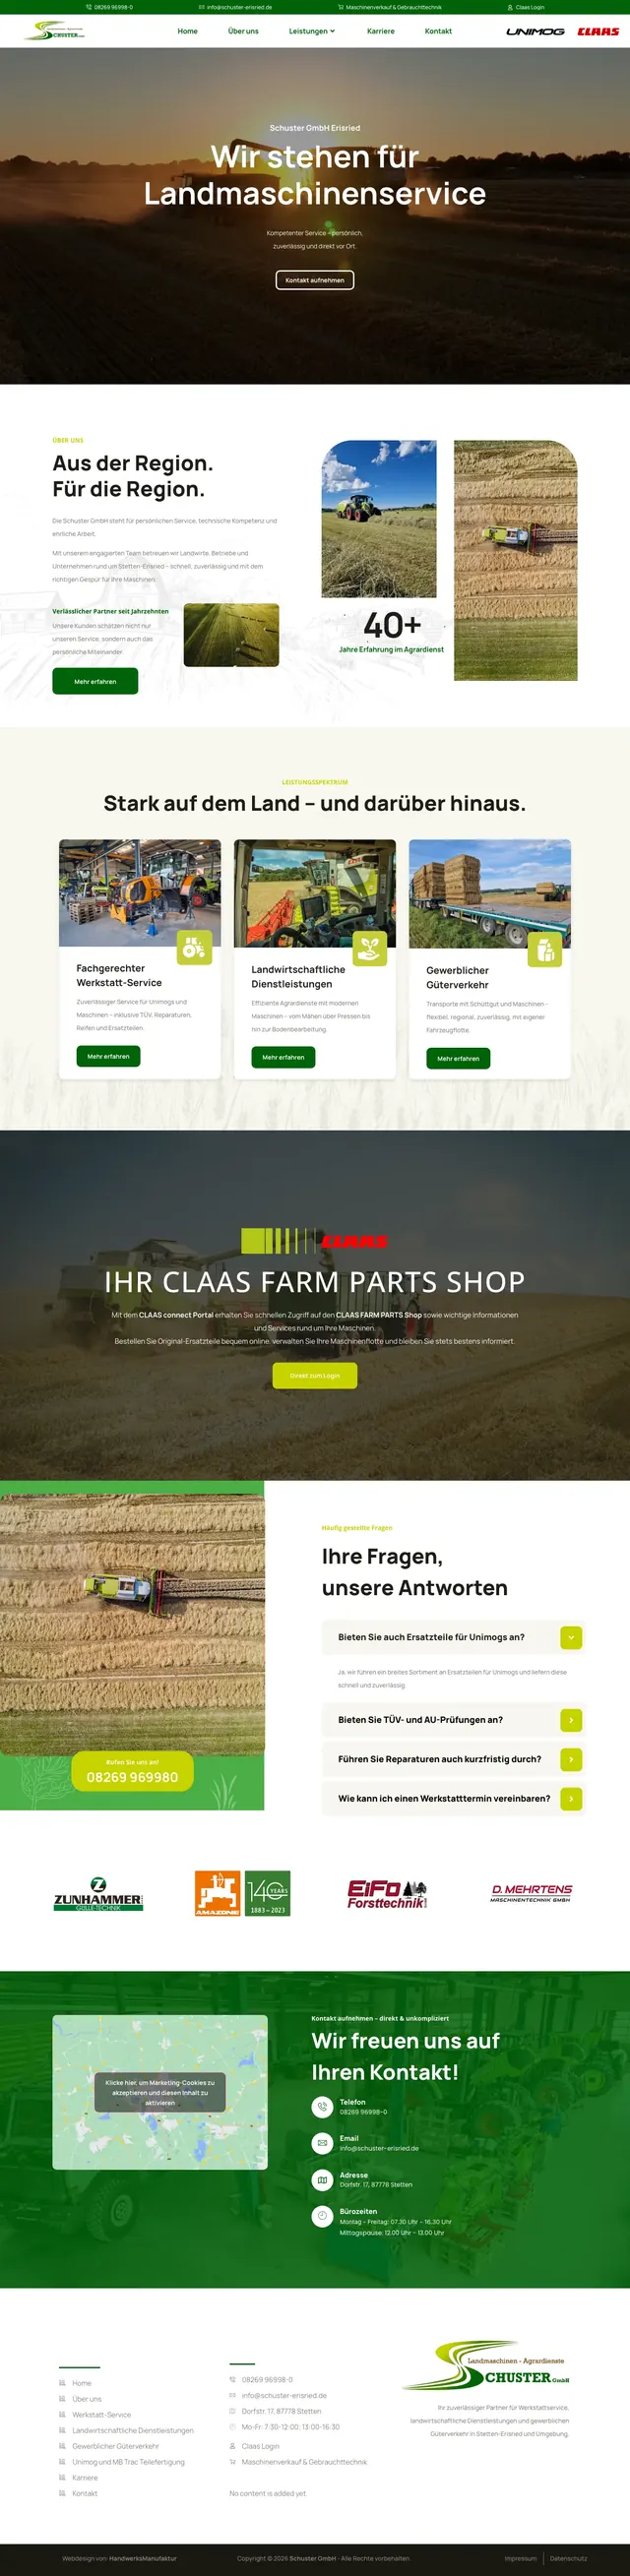 08269 96998-0
info@schuster-erisried.de
Maschinenverkauf & Gebrauchttechnik
Claas Login
Landmaschinen - Agrardienste
SCHUSTER GmbH
Home
Über uns
Leistungen
Karriere
Kontakt
UNIMOG
CLAAS
Schuster GmbH Erisried
Wir stehen für
Landmaschinenservice
Kompetenter Service – persönlich,
zuverlässig und direkt vor Ort.
Kontakt aufnehmen
ÜBER UNS
Aus der Region.
Für die Region.
Die Schuster GmbH steht für persönlichen Service, technische Kompetenz und
ehrliche Arbeit.
Mit unserem engagierten Team betreuen wir Landwirte, Betriebe und
Unternehmen rund um Stetten-Erisried – schnell, zuverlässig und mit dem
richtigen Gespür für Ihre Maschinen.
Verlässlicher Partner seit Jahrzehnten
Unsere Kunden schätzen nicht nur
unseren Service, sondern auch das
persönliche Miteinander.
Mehr erfahren
40+
Jahre Erfahrung im Agrardienst
LEISTUNGSSPEKTRUM
Stark auf dem Land – und darüber hinaus.
Fachgerechter
Werkstatt-Service
Zuverlässiger Service für Unimogs und
Maschinen – inklusive TÜV, Reparaturen,
Reifen und Ersatzteilen.
Mehr erfahren
Landwirtschaftliche
Dienstleistungen
Effiziente Agrardienste mit modernen
Maschinen – vom Mähen über Pressen bis
hin zur Bodenbearbeitung.
Mehr erfahren
Gewerblicher
Güterverkehr
Transporte mit Schüttgut und Maschinen –
flexibel, regional, zuverlässig, mit eigener
Fahrzeugflotte.
Mehr erfahren
CLAAS
IHR CLAAS FARM PARTS SHOP
Mit dem CLAAS connect Portal erhalten Sie schnellen Zugriff auf den CLAAS FARM PARTS Shop sowie wichtige Informationen
und Services rund um Ihre Maschinen.
Bestellen Sie Original-Ersatzteile bequem online, verwalten Sie Ihre Maschinenflotte und bleiben Sie stets bestens informiert.
Direkt zum Login
Rufen Sie uns an!
08269 969980
Häufig gestellte Fragen
Ihre Fragen,
unsere Antworten
Bieten Sie auch Ersatzteile für Unimogs an?
Ja, wir führen ein breites Sortiment an Ersatzteilen für Unimogs und liefern diese
schnell und zuverlässig.
Bieten Sie TÜV- und AU-Prüfungen an?
Führen Sie Reparaturen auch kurzfristig durch?
Wie kann ich einen Werkstatttermin vereinbaren?
ZUNHAMMER
GÜLLE-TECHNIK
AMAZONE
140 YEARS
1883 – 2023
EiFo
Forsttechnik
D. MEHRTENS
MASCHINENTECHNIK GMBH
Klicke hier, um Marketing-Cookies zu
akzeptieren und diesen Inhalt zu
aktivieren
Kontakt aufnehmen – direkt & unkompliziert
Wir freuen uns auf
Ihren Kontakt!
Telefon
08269 96998-0
Email
info@schuster-erisried.de
Adresse
Dorfstr. 17, 87778 Stetten
Bürozeiten
Montag – Freitag: 07.30 Uhr – 16.30 Uhr
Mittagspause: 12.00 Uhr – 13.00 Uhr
Home
Über uns
Werkstatt-Service
Landwirtschaftliche Dienstleistungen
Gewerblicher Güterverkehr
Unimog und MB Trac Teilefertigung
Karriere
Kontakt
08269 96998-0
info@schuster-erisried.de
Dorfstr. 17, 87778 Stetten
Mo-Fr: 7:30-12:00; 13:00-16:30
Claas Login
Maschinenverkauf & Gebrauchttechnik
No content is added yet.
Landmaschinen - Agrardienste
SCHUSTER GmbH
Ihr zuverlässiger Partner für Werkstattservice,
landwirtschaftliche Dienstleistungen und gewerblichen
Güterverkehr in Stetten-Erisried und Umgebung.
Webdesign von: HandwerksManufaktur
Copyright © 2026 Schuster GmbH - Alle Rechte vorbehalten
Impressum
Datenschutz